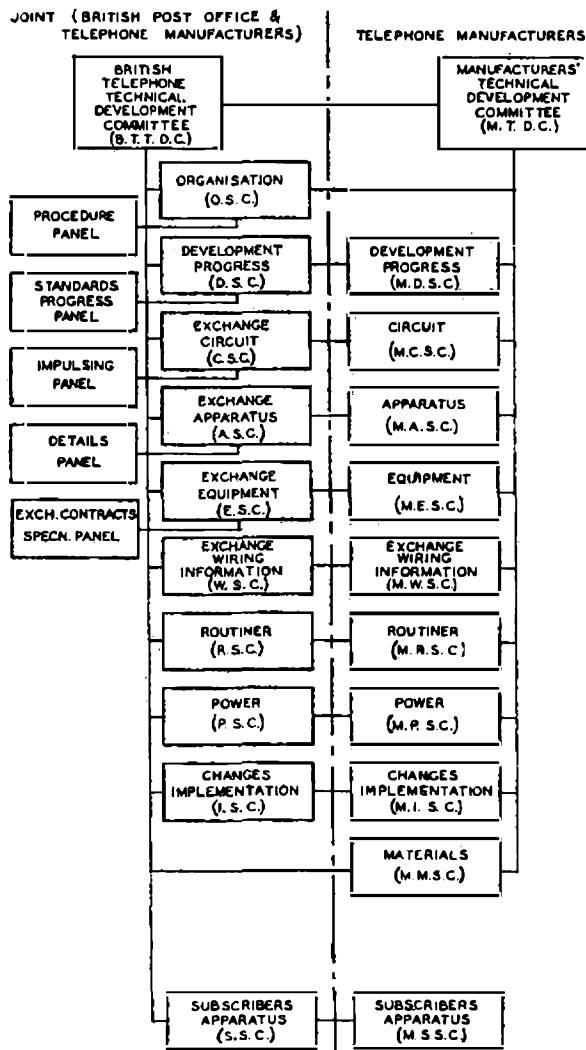 JOINT (BRITISH POST OFFICE &
TELEPHONE MANUFACTURERS)
TELEPHONE MANUFACTURERS
BRITISH
TELEPHONE
TECHNICAL.
DEVELOPMENT
COMMITTEE
(B.T.T.D.C.)
MANUFACTURERS'
TECHNICAL
DEVELOPMENT
COMMITTEE
(M.T.D.C.)
ORGANISATION
(O.S.C.)
PROCEDURE
PANEL
DEVELOPMENT
PROGRESS
(D.S.C.)
DEVELOPMENT
PROGRESS
(M.D.S.C.)
STANDARDS
PROGRESS
PANEL
EXCHANGE
CIRCUIT
(C.S.C.)
CIRCUIT
(M.C.S.C.)
IMPULSING
PANEL
EXCHANGE
APPARATUS
(A.S.C.)
APPARATUS
(M.A.S.C.)
DETAILS
PANEL
EXCHANGE
EQUIPMENT
(E.S.C.)
EQUIPMENT
(M.E.S.C.)
EXCH. CONTRACTS
SPECN. PANEL
EXCHANGE
WIRING
INFORMATION
(W.S.C.)
EXCHANGE
WIRING
INFORMATION
(M.W.S.C.)
ROUTINER
(R.S.C.)
ROUTINER
(M.R.S.C)
POWER
(P.S.C.)
POWER
(M.P.S.C.)
CHANGES
IMPLEMENTATION
(I.S.C.)
CHANGES
IMPLEMENTATION
(M.I.S.C.)
MATERIALS
(M.M.S.C.)
SUBSCRIBERS
APPARATUS
(S.S.C.)
SUBSCRIBERS
APPARATUS
(M.S.S.C.)